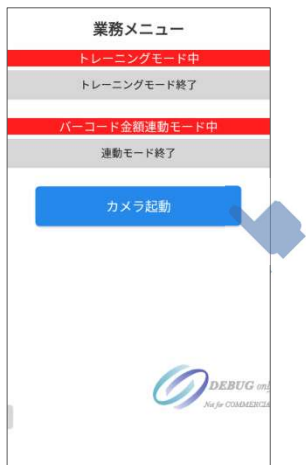 業務メニュー
トレーニングモード中
トレーニングモード終了
バーコード金額連動モード中
連動モード終了
カメラ起動
DEBUG
Not for